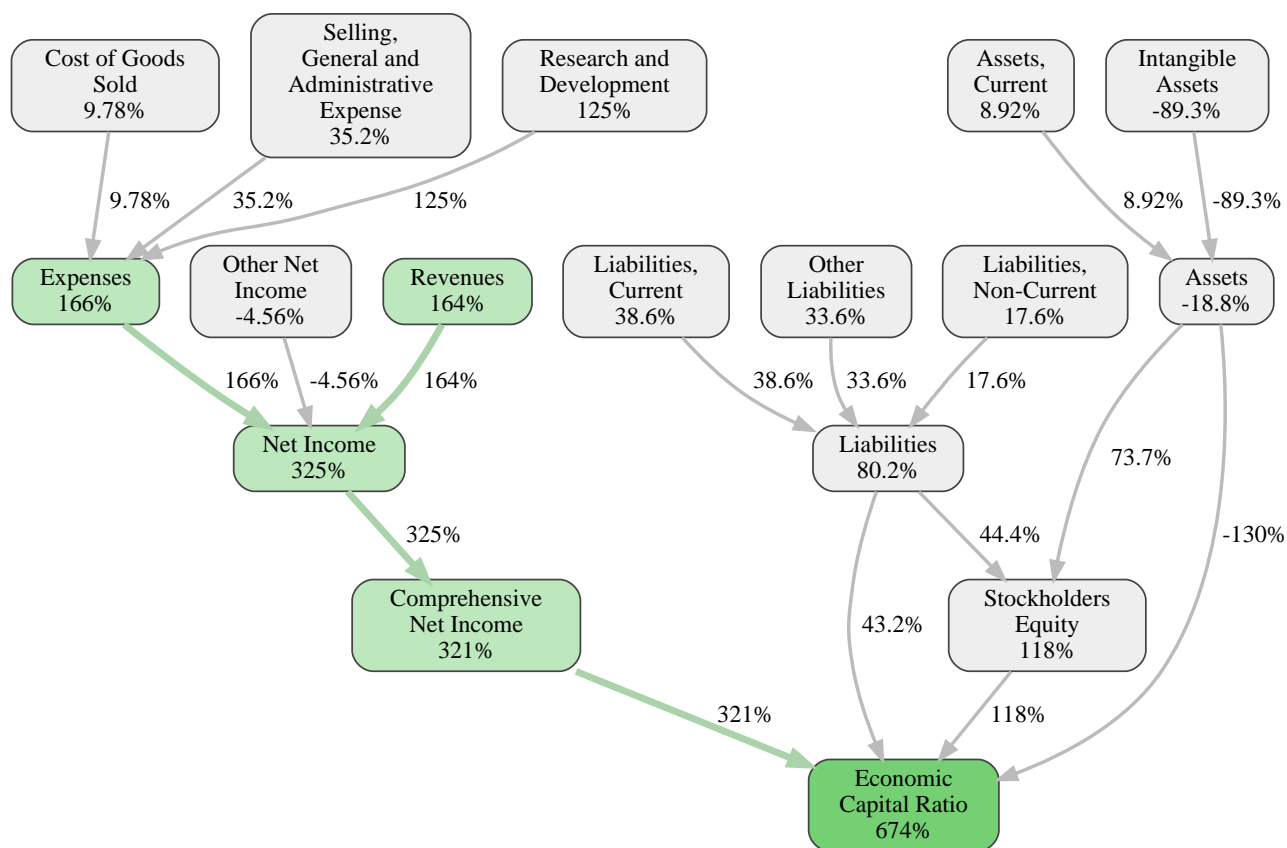 Cost of Goods
Sold
9.78%
Selling,
General and
Administrative
Expense
35.2%
Research and
Development
125%
Assets,
Current
8.92%
Intangible
Assets
-89.3%
9.78%
35.2%
125%
8.92%
-89.3%
Expenses
166%
Other Net
Income
-4.56%
Revenues
164%
Liabilities,
Current
38.6%
Other
Liabilities
33.6%
Liabilities,
Non-Current
17.6%
Assets
-18.8%
166%
-4.56%
164%
38.6%
33.6%
17.6%
Net Income
325%
Liabilities
80.2%
73.7%
325%
44.4%
-130%
Comprehensive
Net Income
321%
43.2%
Stockholders
Equity
118%
321%
118%
Economic
Capital Ratio
674%